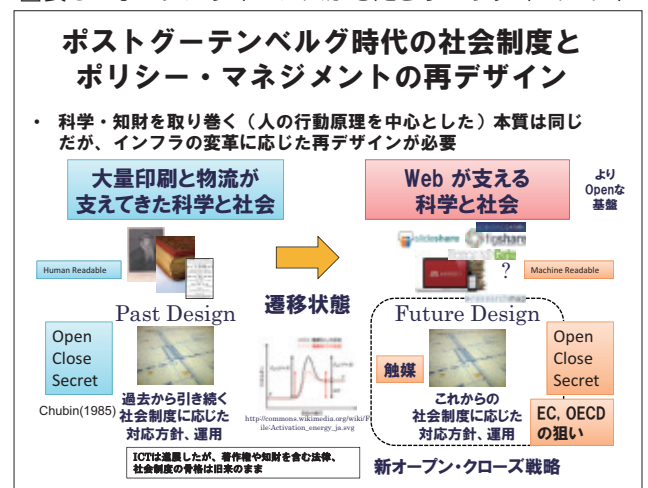 ポストグーテンベルグ時代の社会制度と
ポリシー・マネジメントの再デザイン
・ 科学・知財を取り巻く（人の行動原理を中心とした）本質は同じ
だが、インフラの変革に応じた再デザインが必要
大量印刷と物流が
支えてきた科学と社会
Web が支える
科学と社会
より
Openな
基盤
slideshare
figshare
Human Readable
?
Machine Readable
遷移状態
Past Design
Future Design
Open
Close
Secret
触媒
Open
Close
Secret
Chubin(1985)
過去から引き続く
社会制度に応じた
対応方針、運用
http://commons.wikimedia.org/wiki/F
ile:Activation_energy_ja.svg
これからの
社会制度に応じた
対応方針、運用
EC, OECD
の狙い
ICTは進展したが、著作権や知財を含む法律、
社会制度の骨格は旧来のまま
新オープン・クローズ戦略